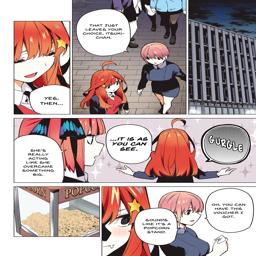 THAT JUST
LEAVES YOUR
CHOICE, ITSUKI-
CHAN.
YES.
THEN...
SHE'S
REALLY
ACTING
LIKE SHE
OVERCAME
SOMETHING
BIG.
...IT IS AS
YOU CAN
SEE.
GURGLE
POPCORN
SOUNDS
LIKE IT'S A
POPCORN
STAND.
OH, YOU CAN
HAVE THIS
VOUCHER I
GOT.